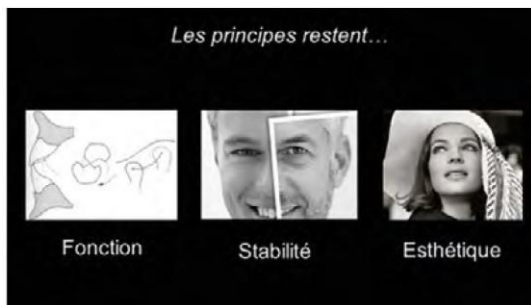 Les principes restent…
Fonction
Stabilité
Esthétique